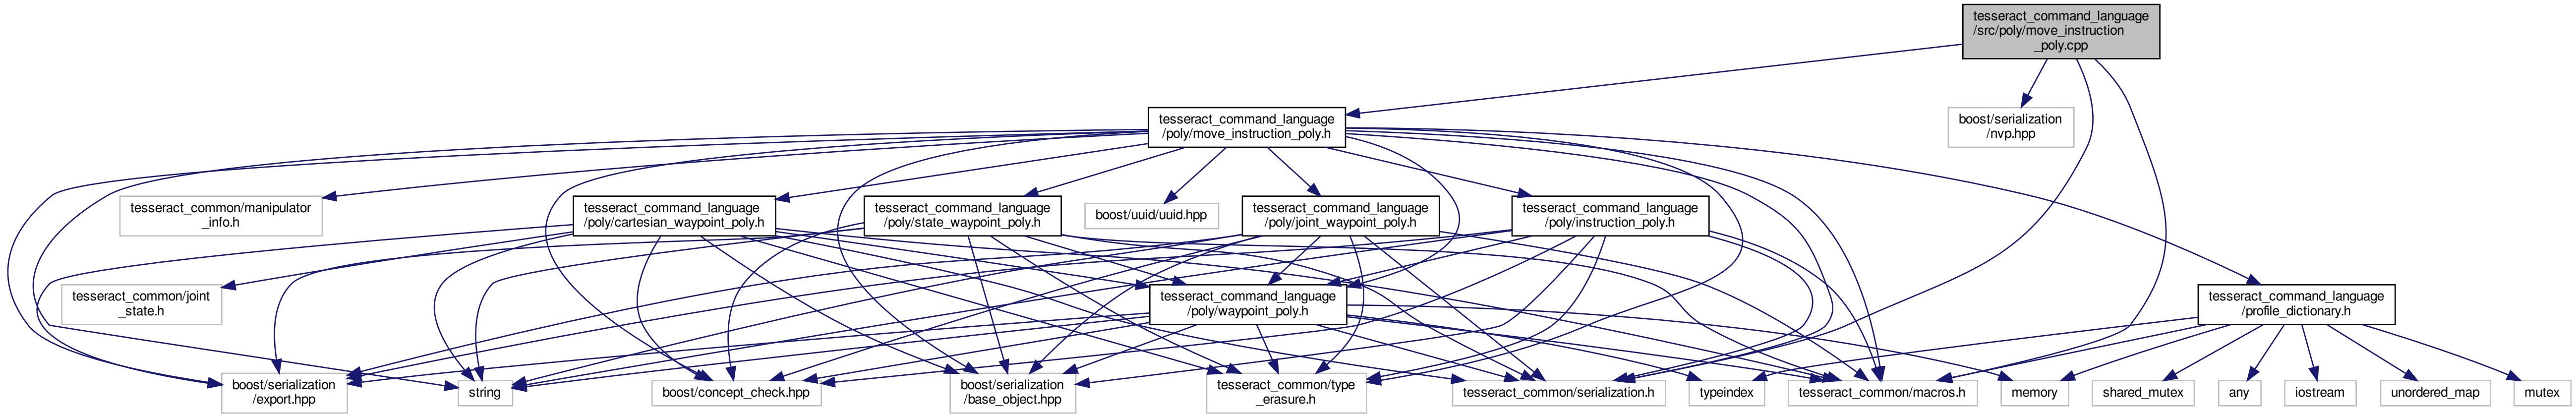 tesseract_command_language
/src/poly/move_instruction
_poly.cpp
tesseract_command_language
/poly/move_instruction_poly.h
boost/serialization
/nvp.hpp
tesseract_common/manipulator
_info.h
tesseract_command_language
/poly/cartesian_waypoint_poly.h
tesseract_command_language
/poly/state_waypoint_poly.h
boost/uuid/uuid.hpp
tesseract_command_language
/poly/joint_waypoint_poly.h
tesseract_command_language
/poly/instruction_poly.h
tesseract_common/joint
_state.h
tesseract_command_language
/poly/waypoint_poly.h
tesseract_command_language
/profile_dictionary.h
boost/serialization
/export.hpp
string
boost/concept_check.hpp
boost/serialization
/base_object.hpp
tesseract_common/type
_erasure.h
tesseract_common/serialization.h
typeindex
tesseract_common/macros.h
memory
shared_mutex
any
iostream
unordered_map
mutex